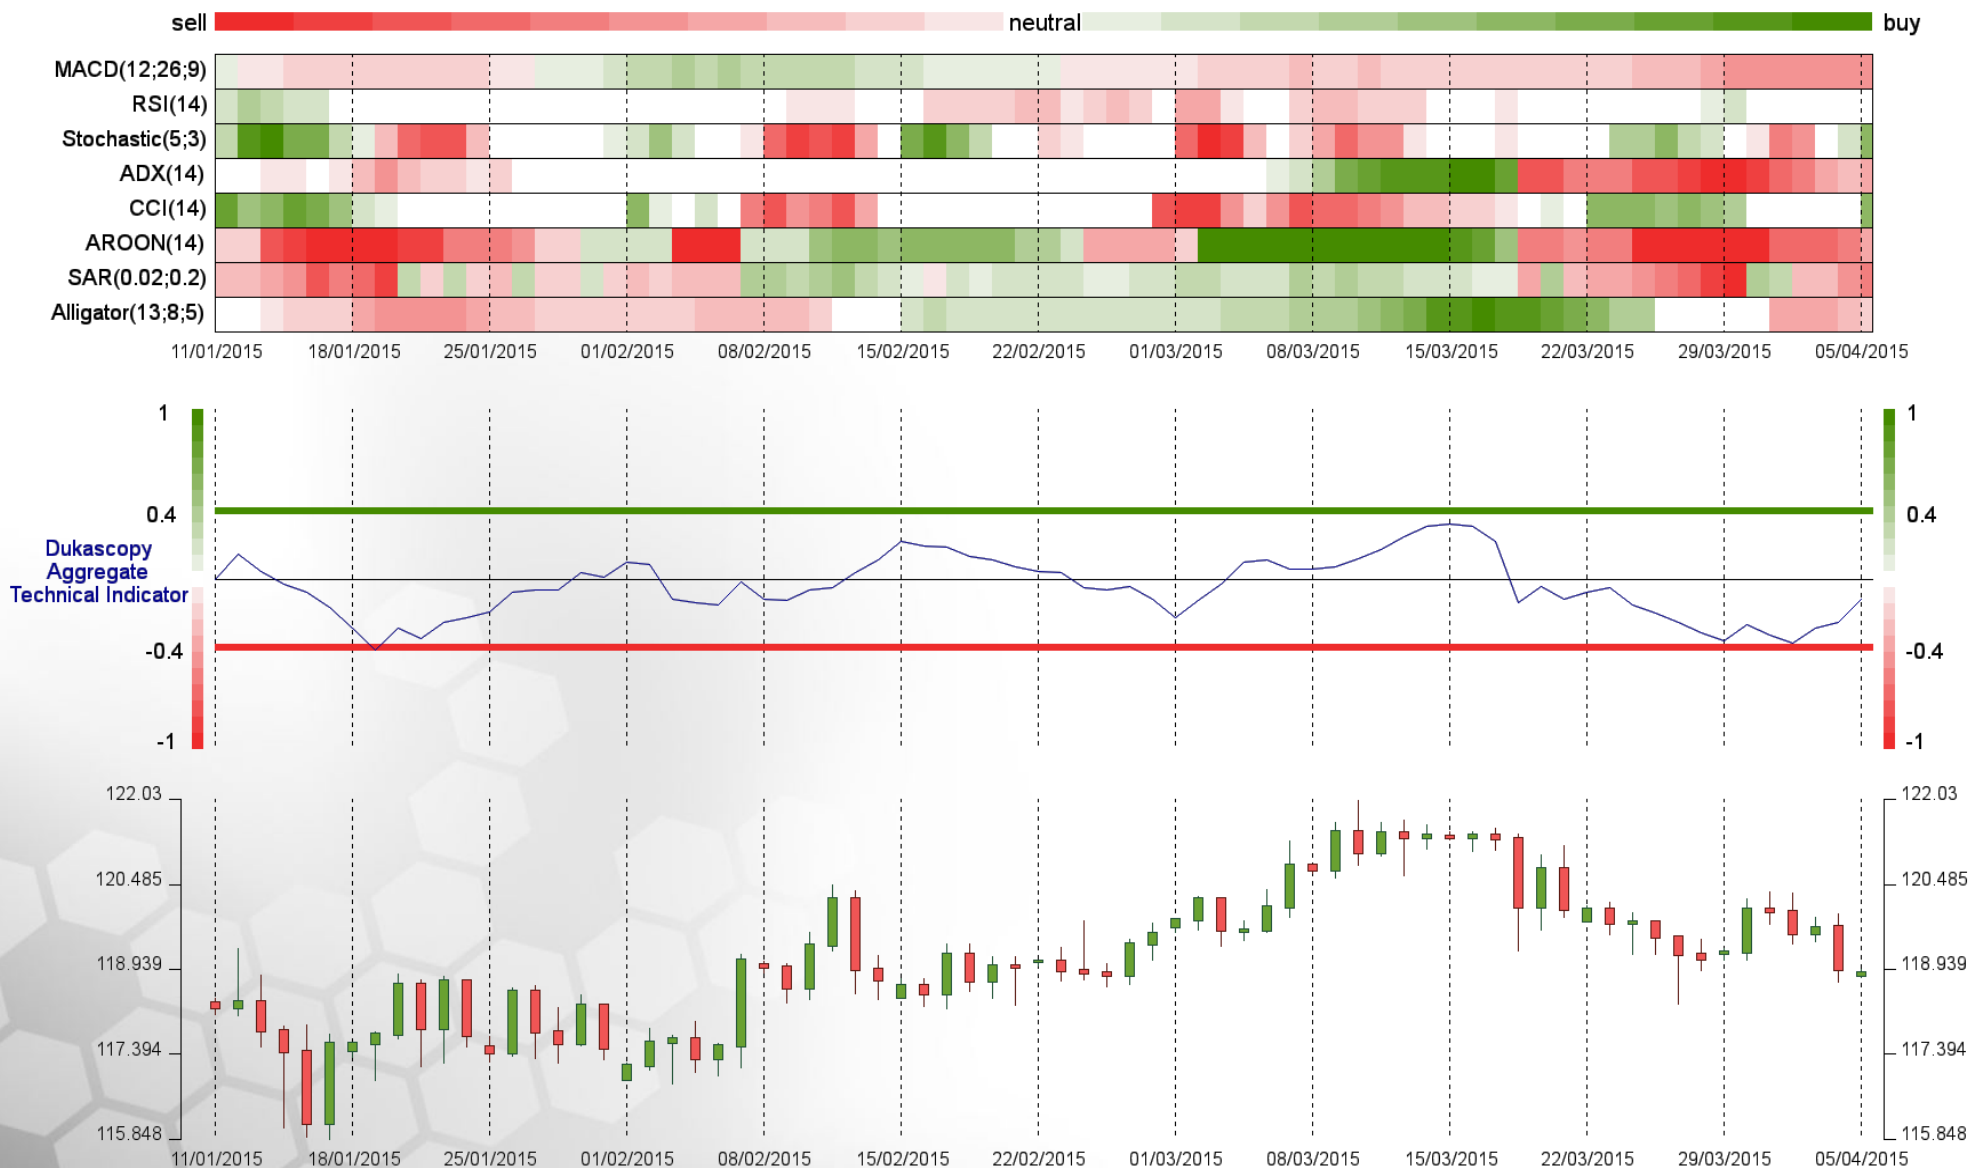 sell neutral buy
MACD(12;26;9)
RSI(14)
Stochastic(5;3)
ADX(14)
CCI(14)
AROON(14)
SAR(0.02;0.2)
Alligator(13;8;5)
11/01/2015 18/01/2015 25/01/2015 01/02/2015 08/02/2015 15/02/2015 22/02/2015 01/03/2015 08/03/2015 15/03/2015 22/03/2015 29/03/2015 05/04/2015
1 1
0.4 0.4
Dukascopy
Aggregate
Technical Indicator
-0.4 -0.4
-1 -1
122.03 122.03
120.485 120.485
118.939 118.939
117.394 117.394
115.848 115.848
11/01/2015 18/01/2015 25/01/2015 01/02/2015 08/02/2015 15/02/2015 22/02/2015 01/03/2015 08/03/2015 15/03/2015 22/03/2015 29/03/2015 05/04/2015